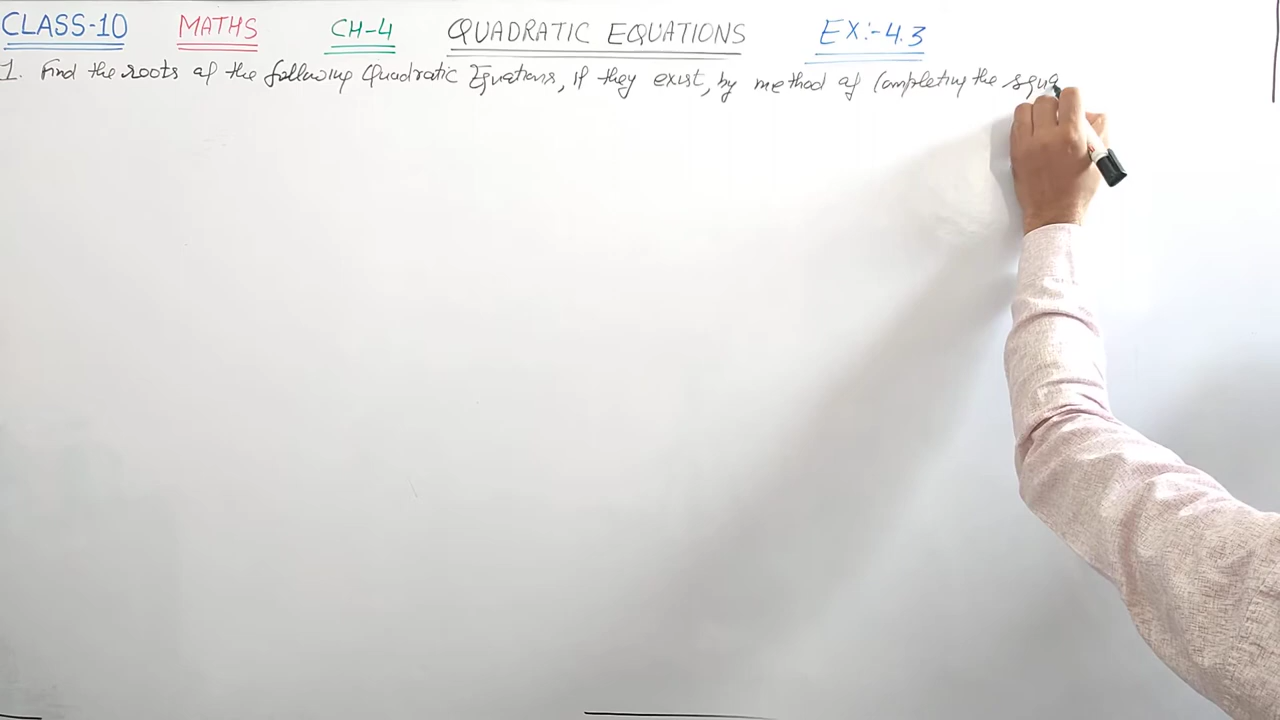 CLASS-10 MATHS CH-4 QUADRATIC EQUATIONS EX:-4.3
1. Find the roots of the following Quadratic Equations, if they exist, by method of Completing the squa